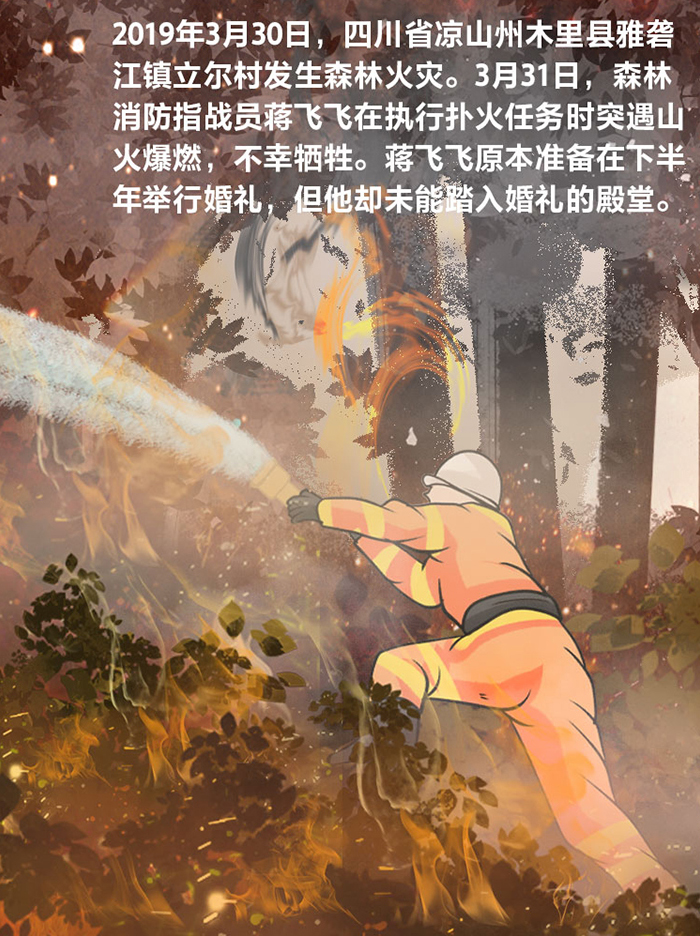 2019年3月30日，四川省凉山州木里县雅砻
江镇立尔村发生森林火灾。3月31日，森林
消防指战员蒋飞飞在执行扑火任务时突遇山
火爆燃，不幸牺牲。蒋飞飞原本准备在下半
年举行婚礼，但他却未能踏入婚礼的殿堂。